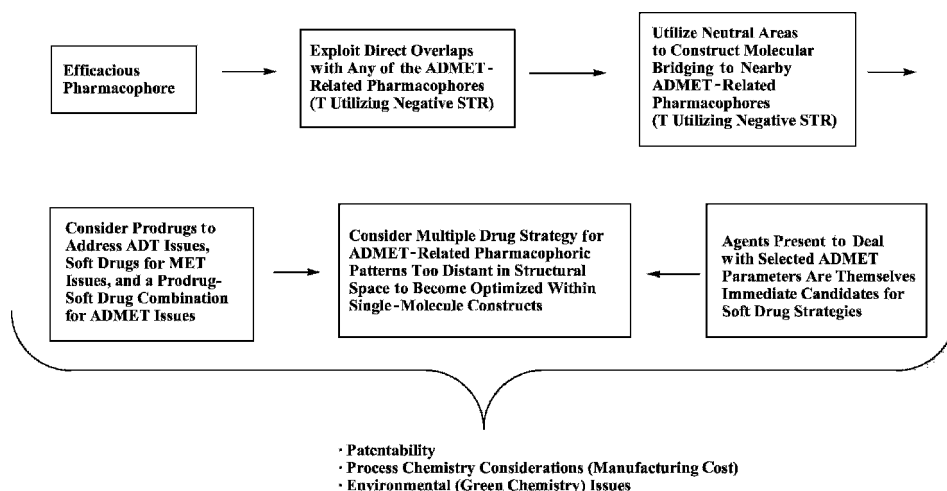 Efficacious
Pharmacophore
Exploit Direct Overlaps
with Any of the ADMET-
Related Pharmacophores
(T Utilizing Negative STR)
Utilize Neutral Areas
to Construct Molecular
Bridging to Nearby
ADMET-Related
Pharmacophores
(T Utilizing Negative STR)
Consider Prodrugs to
Address ADT Issues,
Soft Drugs for MET
Issues, and a Prodrug-
Soft Drug Combination
for ADMET Issues
Consider Multiple Drug Strategy for
ADMET-Related Pharmacophoric
Patterns Too Distant in Structural
Space to Become Optimized Within
Single-Molecule Constructs
Agents Present to Deal
with Selected ADMET
Parameters Are Themselves
Immediate Candidates for
Soft Drug Strategies
· Patentability
· Process Chemistry Considerations (Manufacturing Cost)
· Environmental (Green Chemistry) Issues